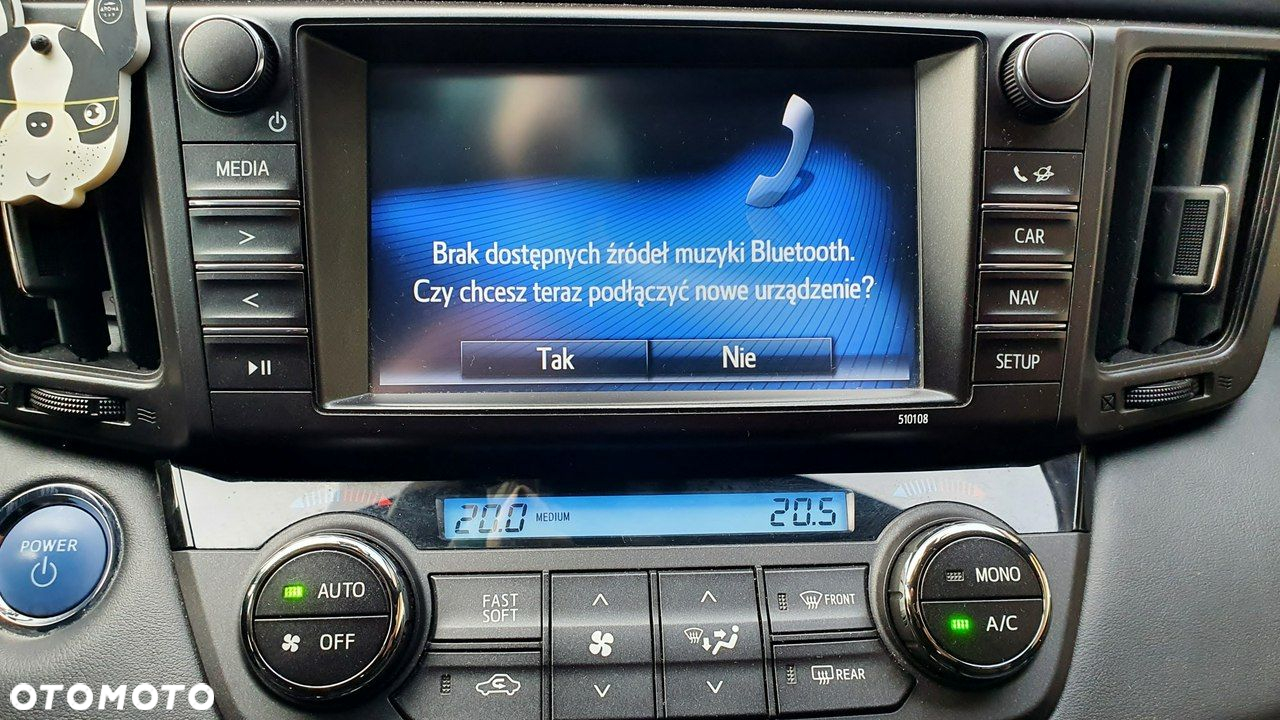 MEDIA
>
<
Brak dostępnych źródeł muzyki Bluetooth.
Czy chcesz teraz podłączyć nowe urządzenie?
Tak
Nie
CAR
NAV
SETUP
510108
20.0 MEDIUM 20.5
POWER
AUTO
OFF
FAST
SOFT
FRONT
REAR
MONO
A/C
OTOMOTO